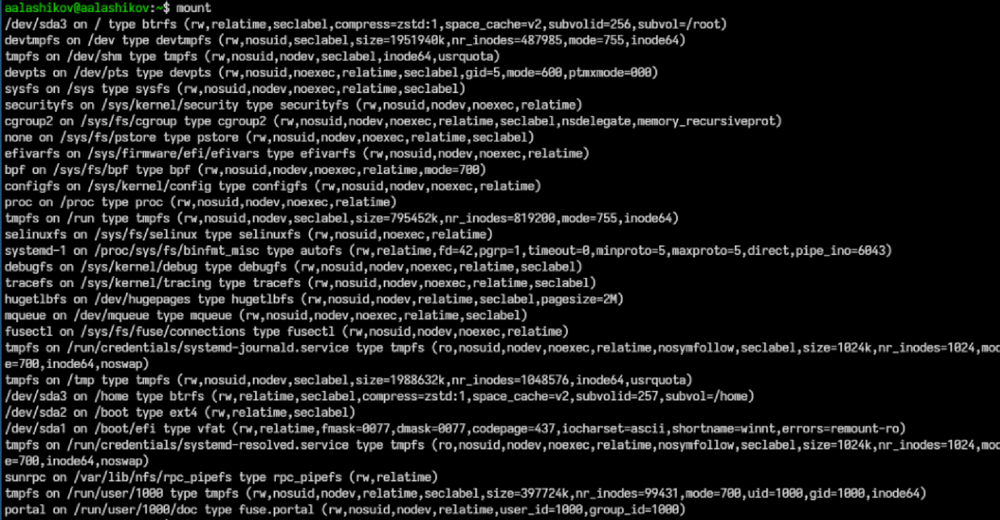 aalashikov@aalashikov:~$ mount
/dev/sda3 on / type btrfs (rw,relatime,seclabel,compress=zstd:1,space_cache=v2,subvolid=256,subvol=/root)
devtmpfs on /dev type devtmpfs (rw,nosuid,seclabel,size=1951940k,nr_inodes=487985,mode=755,inode64)
tmpfs on /dev/shm type tmpfs (rw,nosuid,nodev,seclabel,inode64,usrquota)
devpts on /dev/pts type devpts (rw,nosuid,noexec,relatime,seclabel,gid=5,mode=600,ptmxmode=000)
sysfs on /sys type sysfs (rw,nosuid,nodev,noexec,relatime,seclabel)
securityfs on /sys/kernel/security type securityfs (rw,nosuid,nodev,noexec,relatime)
cgroup2 on /sys/fs/cgroup type cgroup2 (rw,nosuid,nodev,noexec,relatime,seclabel,nsdelegate,memory_recursiveprot)
none on /sys/fs/pstore type pstore (rw,nosuid,nodev,noexec,relatime,seclabel)
efivarfs on /sys/firmware/efi/efivars type efivarfs (rw,nosuid,nodev,noexec,relatime)
bpf on /sys/fs/bpf type bpf (rw,nosuid,nodev,noexec,relatime,mode=700)
configfs on /sys/kernel/config type configfs (rw,nosuid,nodev,noexec,relatime)
proc on /proc type proc (rw,nosuid,nodev,noexec,relatime)
tmpfs on /run type tmpfs (rw,nosuid,nodev,seclabel,size=795452k,nr_inodes=819200,mode=755,inode64)
selinuxfs on /sys/fs/selinux type selinuxfs (rw,nosuid,noexec,relatime)
systemd-1 on /proc/sys/fs/binfmt_misc type autofs (rw,relatime,fd=42,pgrp=1,timeout=0,minproto=5,maxproto=5,direct,pipe_ino=6043)
debugfs on /sys/kernel/debug type debugfs (rw,nosuid,nodev,noexec,relatime,seclabel)
tracefs on /sys/kernel/tracing type tracefs (rw,nosuid,nodev,noexec,relatime,seclabel)
hugetlbfs on /dev/hugepages type hugetlbfs (rw,nosuid,nodev,relatime,seclabel,pagesize=2M)
mqueue on /dev/mqueue type mqueue (rw,nosuid,nodev,noexec,relatime,seclabel)
fusectl on /sys/fs/fuse/connections type fusectl (rw,nosuid,nodev,noexec,relatime)
tmpfs on /run/credentials/systemd-journald.service type tmpfs (ro,nosuid,nodev,noexec,relatime,nosymfollow,seclabel,size=1024k,nr_inodes=1024,mod
e=700,inode64,noswap)
tmpfs on /tmp type tmpfs (rw,nosuid,nodev,seclabel,size=1988632k,nr_inodes=1048576,inode64,usrquota)
/dev/sda3 on /home type btrfs (rw,relatime,seclabel,compress=zstd:1,space_cache=v2,subvolid=257,subvol=/home)
/dev/sda2 on /boot type ext4 (rw,relatime,seclabel)
/dev/sda1 on /boot/efi type vfat (rw,relatime,fmask=0077,dmask=0077,codepage=437,iocharset=ascii,shortname=winnt,errors=remount-ro)
tmpfs on /run/credentials/systemd-resolved.service type tmpfs (ro,nosuid,nodev,noexec,relatime,nosymfollow,seclabel,size=1024k,nr_inodes=1024,mod
e=700,inode64,noswap)
sunrpc on /var/lib/nfs/rpc_pipefs type rpc_pipefs (rw,relatime)
tmpfs on /run/user/1000 type tmpfs (rw,nosuid,nodev,relatime,seclabel,size=397724k,nr_inodes=99431,mode=700,uid=1000,gid=1000,inode64)
portal on /run/user/1000/doc type fuse.portal (rw,nosuid,nodev,relatime,user_id=1000,group_id=1000)